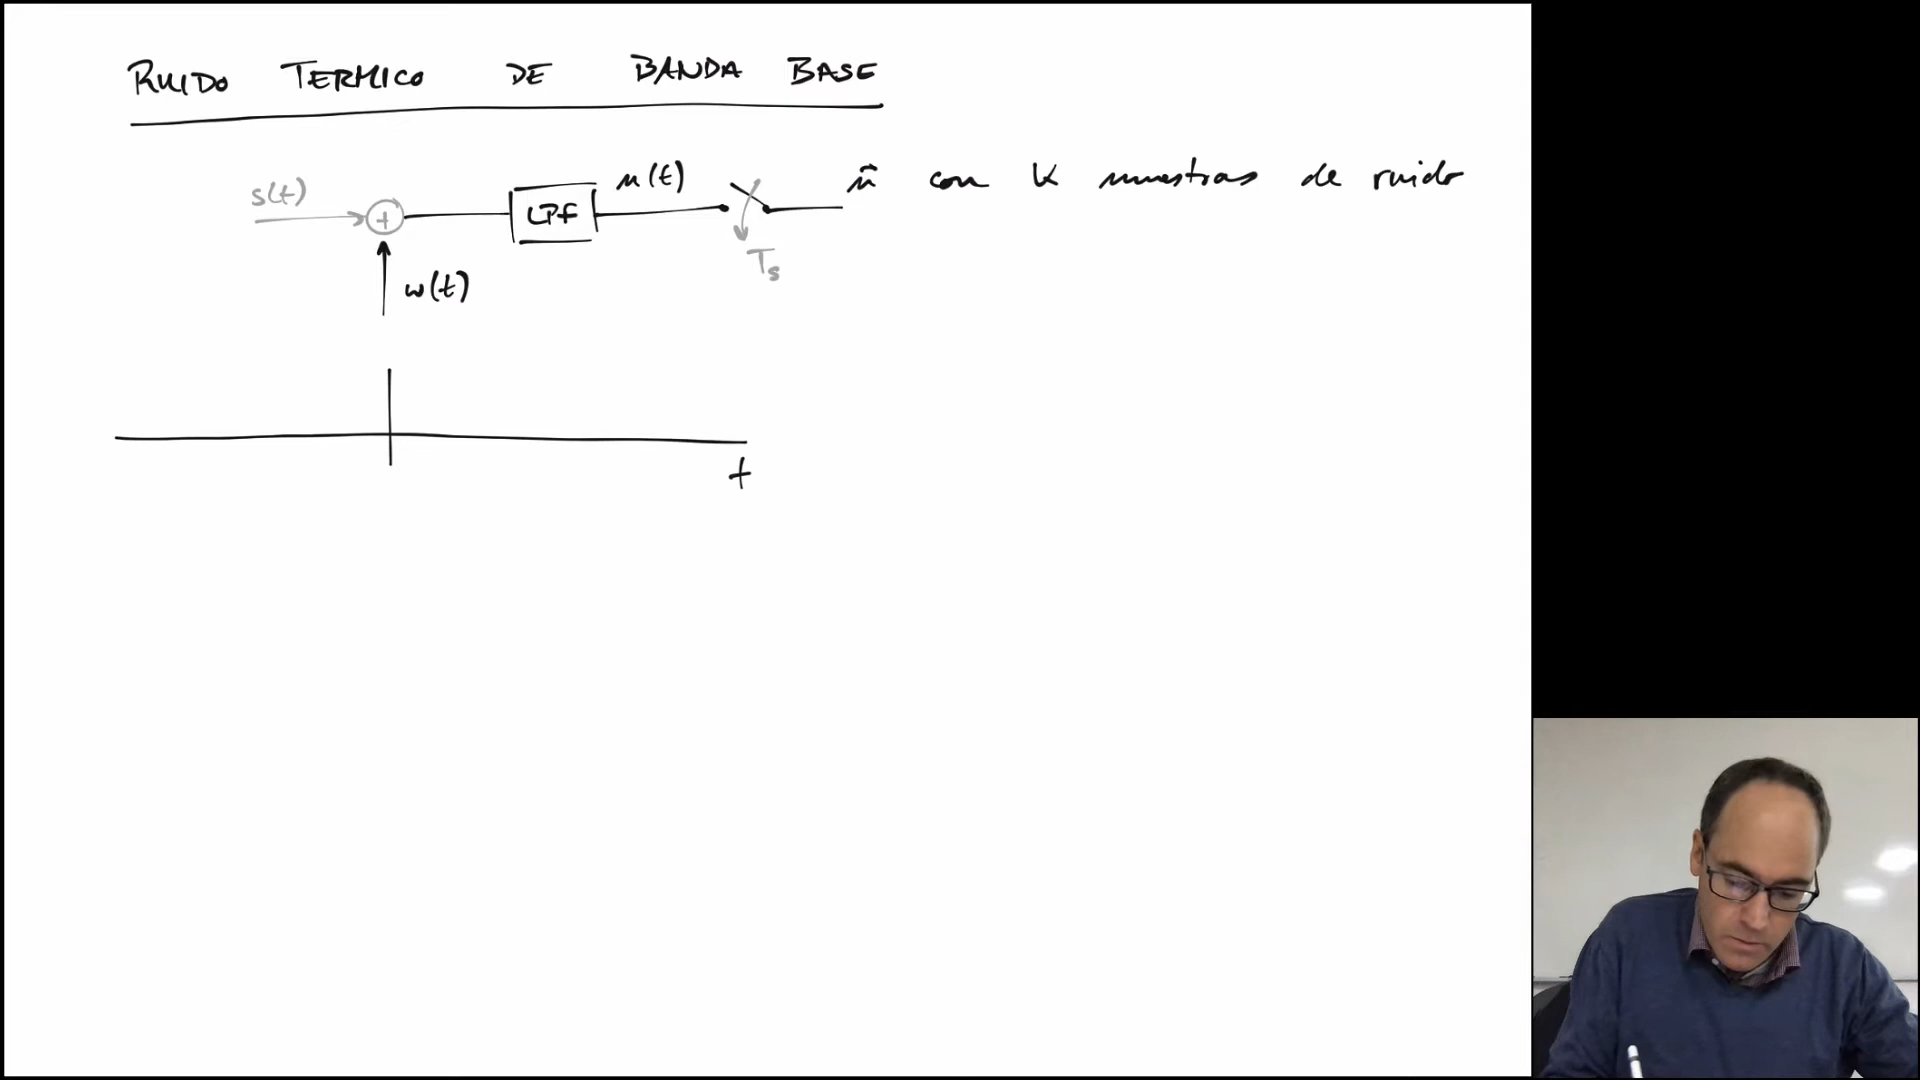 RUIDO TERMICO DE BANDA BASE
s(t) + LPF n(t) n⃗ con K muestras de ruido
Ts
w(t)
f